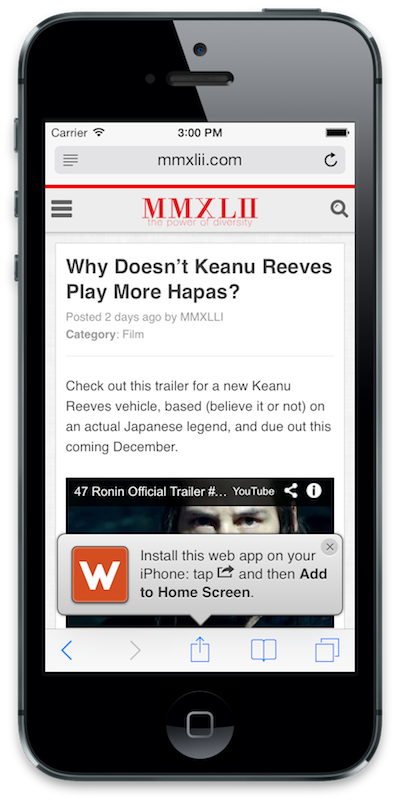 Carrier 3:00 PM
mmxlii.com
MMXLII
the power of diversity
Why Doesn't Keanu Reeves
Play More Hapas?
Posted 2 days ago by MMXLLI
Category: Film
Check out this trailer for a new Keanu
Reeves vehicle, based (believe it or not) on
an actual Japanese legend, and due out this
coming December.
47 Ronin Official Trailer #... YouTube
W
Install this web app on your
iPhone: tap and then Add
to Home Screen.